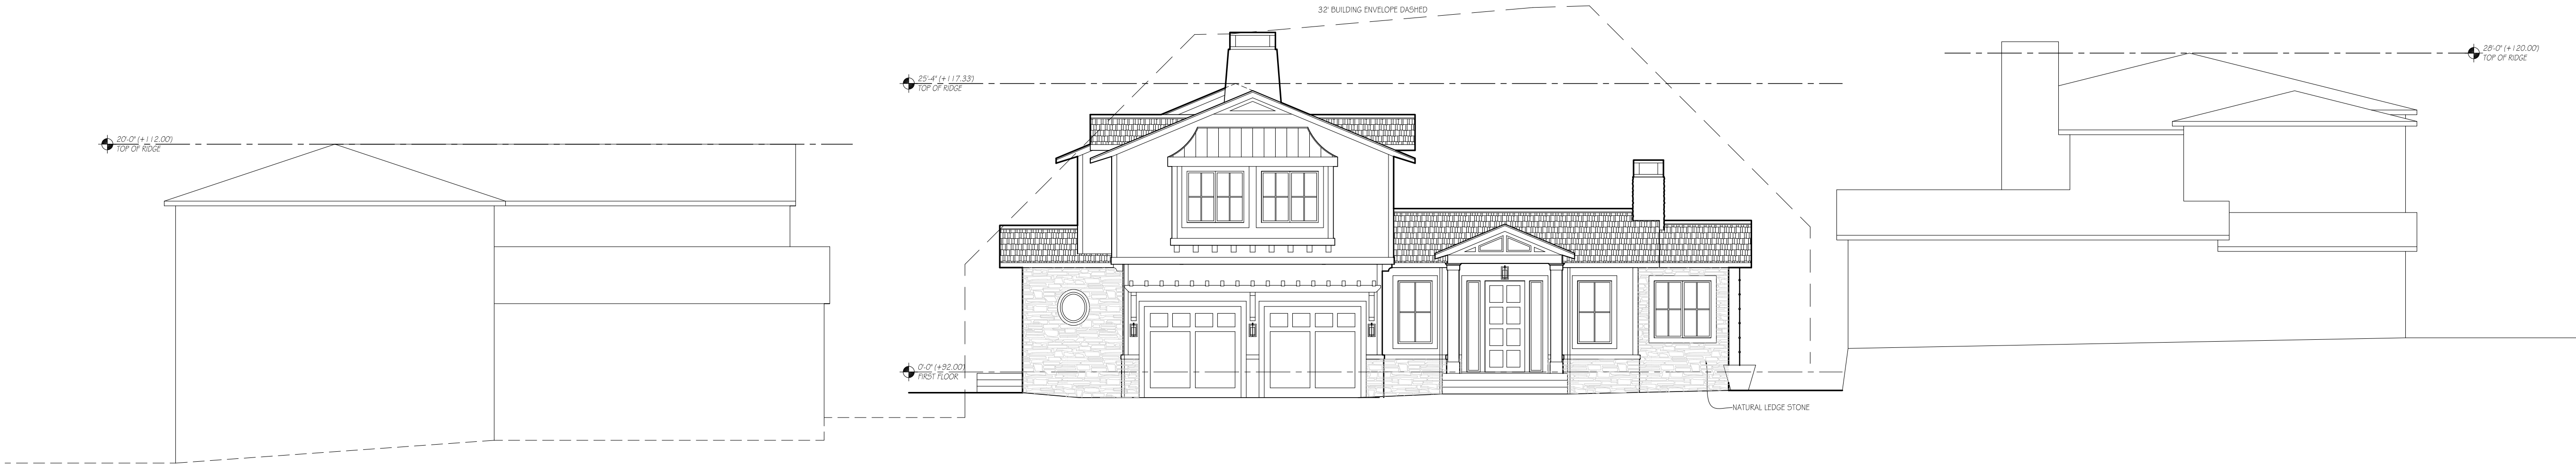 32' BUILDING ENVELOPE DASHED
28'-0" (+120.00)
TOP OF RIDGE
25'-4" (+117.33)
TOP OF RIDGE
20'-0" (+112.00)
TOP OF RIDGE
0'-0" (+92.00)
FIRST FLOOR
NATURAL LEDGE STONE